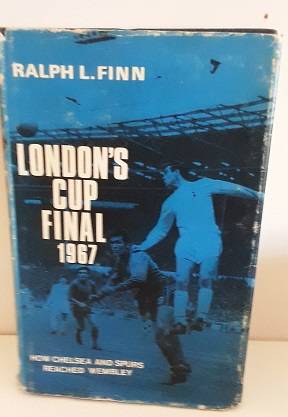 RALPH L. FINN
LONDON'S
CUP
FINAL
1967
HOW CHELSEA AND SPURS
REACHED WEMBLEY